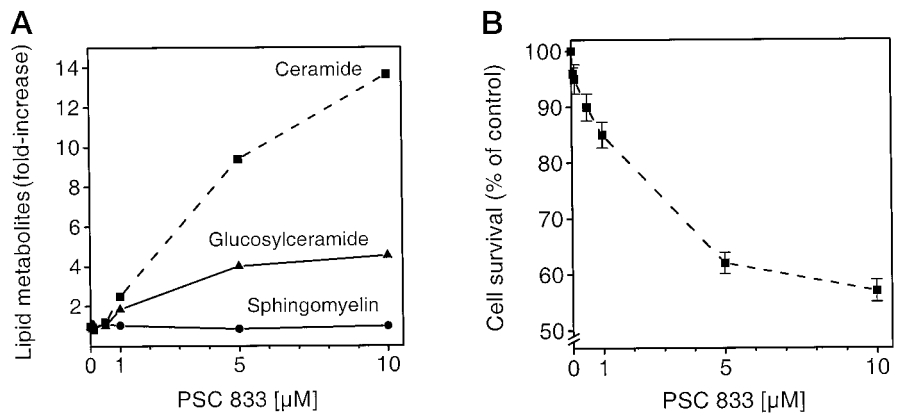 A
Lipid metabolites (fold-increase)
14
12
10
8
6
4
2
Ceramide
Glucosylceramide
Sphingomyelin
0 1 5 10
PSC 833 [µM]
B
Cell survival (% of control)
100
90
80
70
60
50
0 1 5 10
PSC 833 [µM]